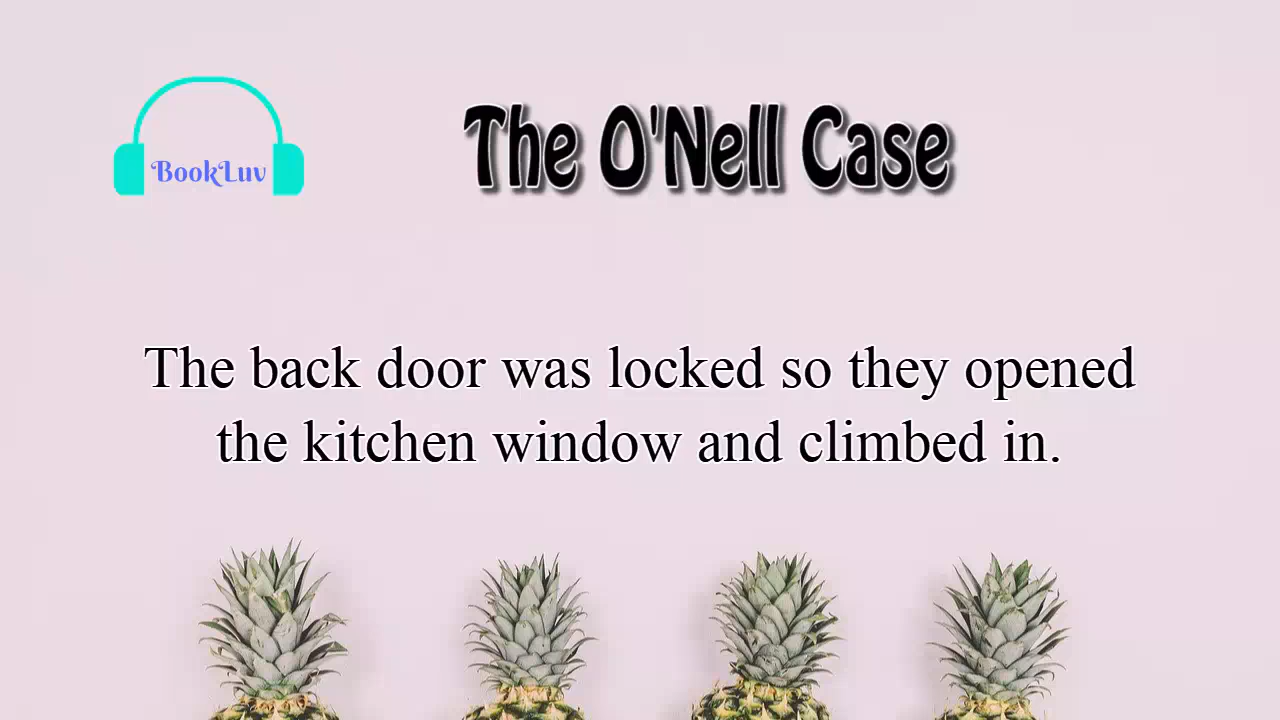 BookLuv
The O'Nell Case
The back door was locked so they opened
the kitchen window and climbed in.